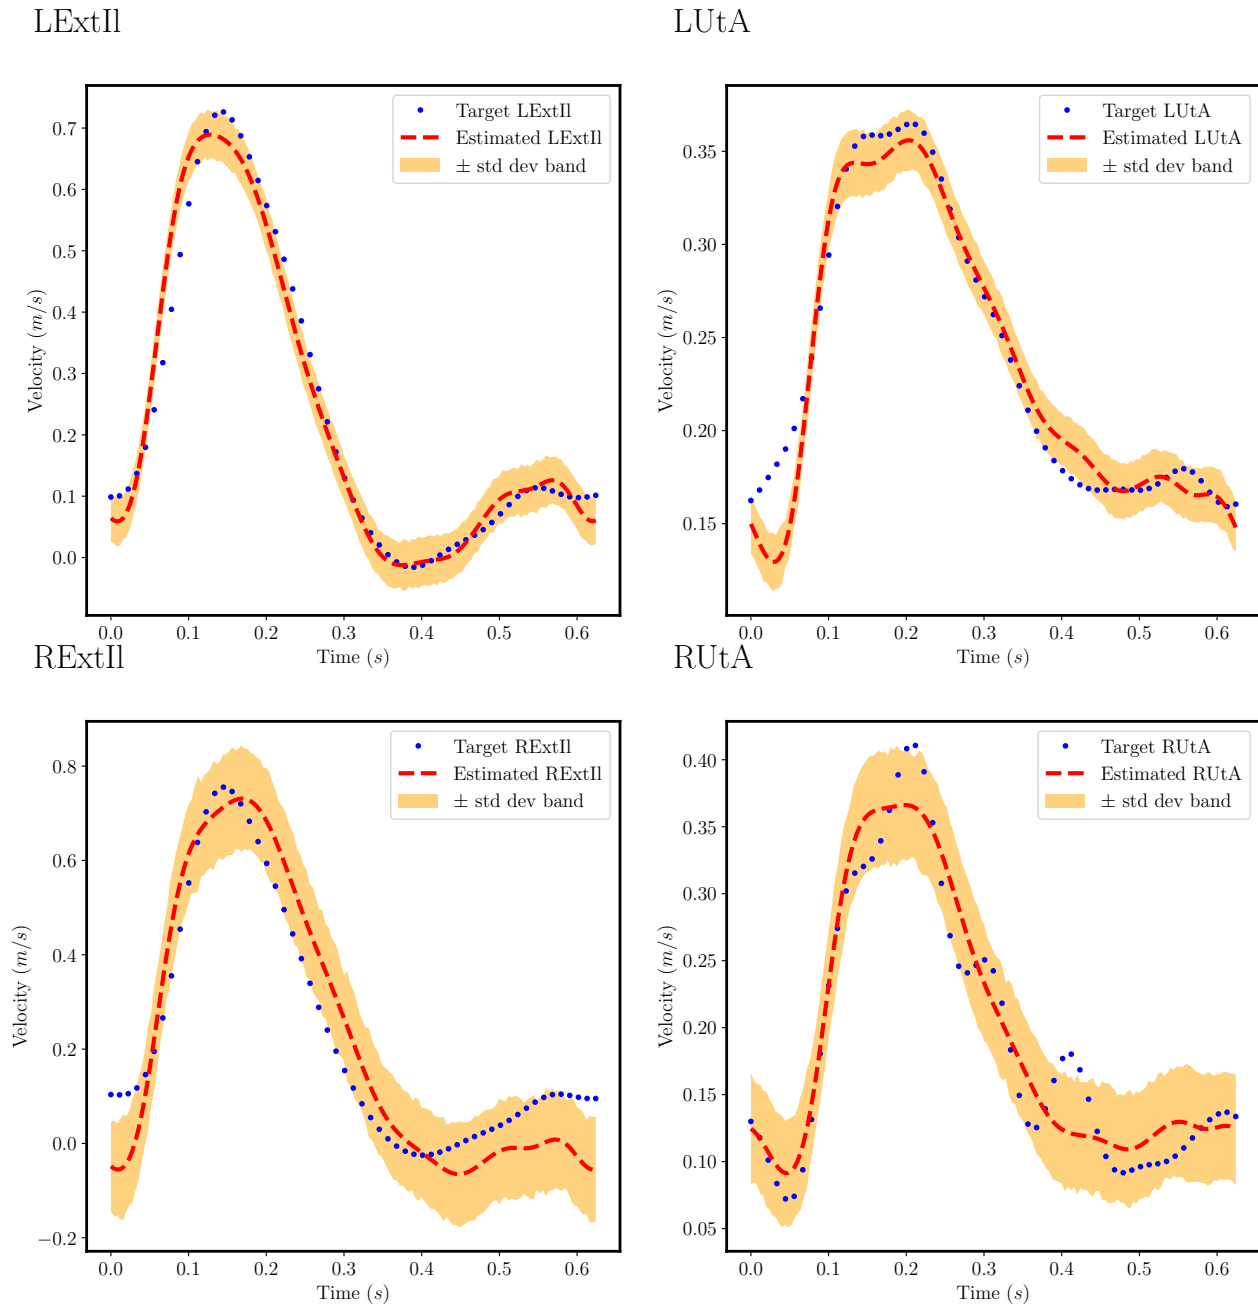 LExtIl
Target LExtIl
Estimated LExtIl
± std dev band
0.7
0.6
0.5
0.4
0.3
0.2
0.1
0.0
Velocity (m/s)
0.0 0.1 0.2 0.3 0.4 0.5 0.6
Time (s)
LUtA
Target LUtA
Estimated LUtA
± std dev band
0.35
0.30
0.25
0.20
0.15
Velocity (m/s)
0.0 0.1 0.2 0.3 0.4 0.5 0.6
Time (s)
RExtIl
Target RExtIl
Estimated RExtIl
± std dev band
0.8
0.6
0.4
0.2
0.0
−0.2
Velocity (m/s)
0.0 0.1 0.2 0.3 0.4 0.5 0.6
Time (s)
RUtA
Target RUtA
Estimated RUtA
± std dev band
0.40
0.35
0.30
0.25
0.20
0.15
0.10
0.05
Velocity (m/s)
0.0 0.1 0.2 0.3 0.4 0.5 0.6
Time (s)